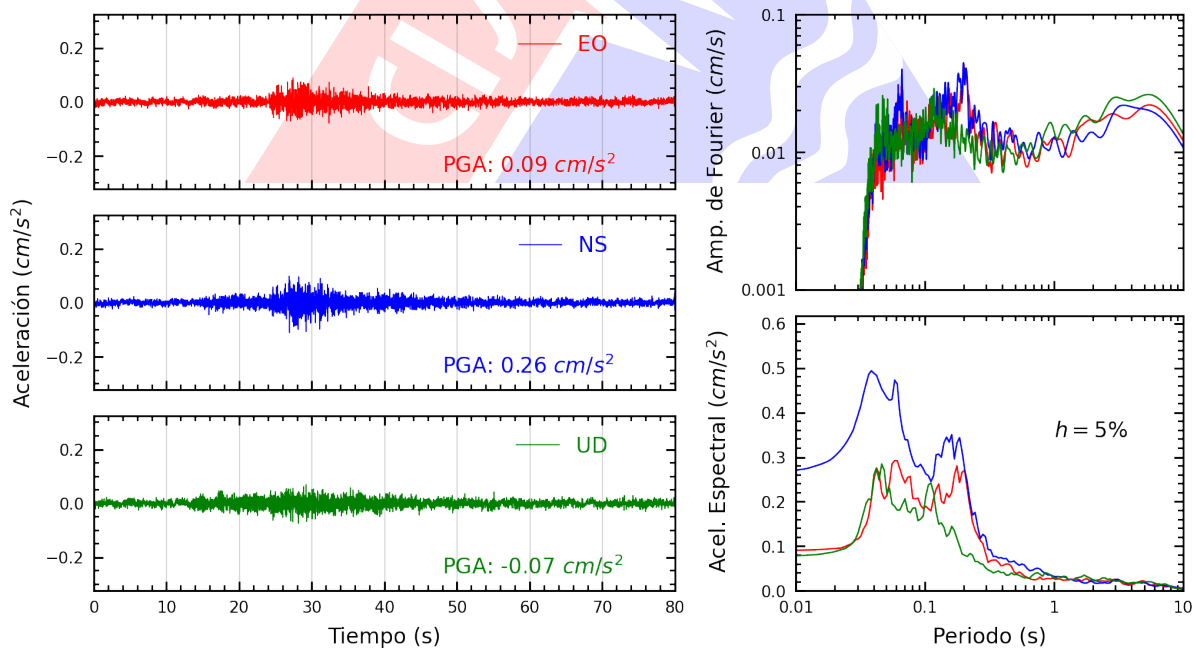 Aceleración (cm/s²)
0.2
0.0
−0.2
EO
PGA: 0.09 cm/s²
0.2
0.0
−0.2
NS
PGA: 0.26 cm/s²
0.2
0.0
−0.2
UD
PGA: -0.07 cm/s²
0 10 20 30 40 50 60 70 80
Tiempo (s)
Amp. de Fourier (cm/s)
0.1
0.01
0.001
Acel. Espectral (cm/s²)
0.6
0.5
0.4
0.3
0.2
0.1
0.0
h = 5%
0.01 0.1 1 10
Periodo (s)